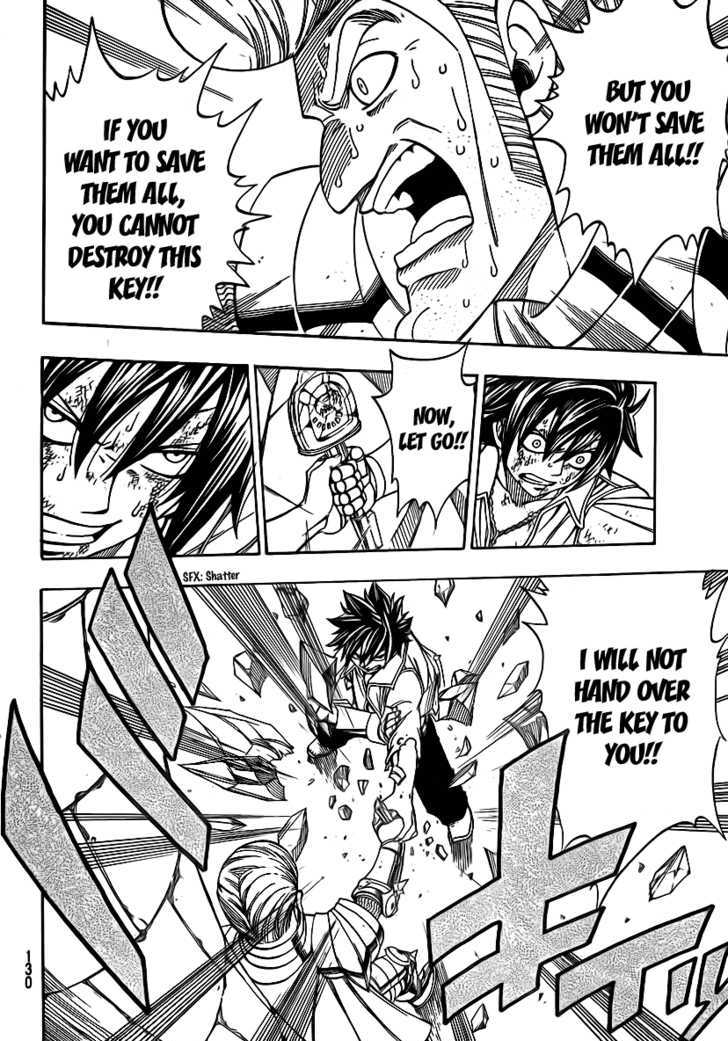 BUT YOU
WON'T SAVE
THEM ALL!!
IF YOU
WANT TO SAVE
THEM ALL,
YOU CANNOT
DESTROY THIS
KEY!!
NOW,
LET GO!!
SFX: Shatter
I WILL NOT
HAND OVER
THE KEY TO
YOU!!
130